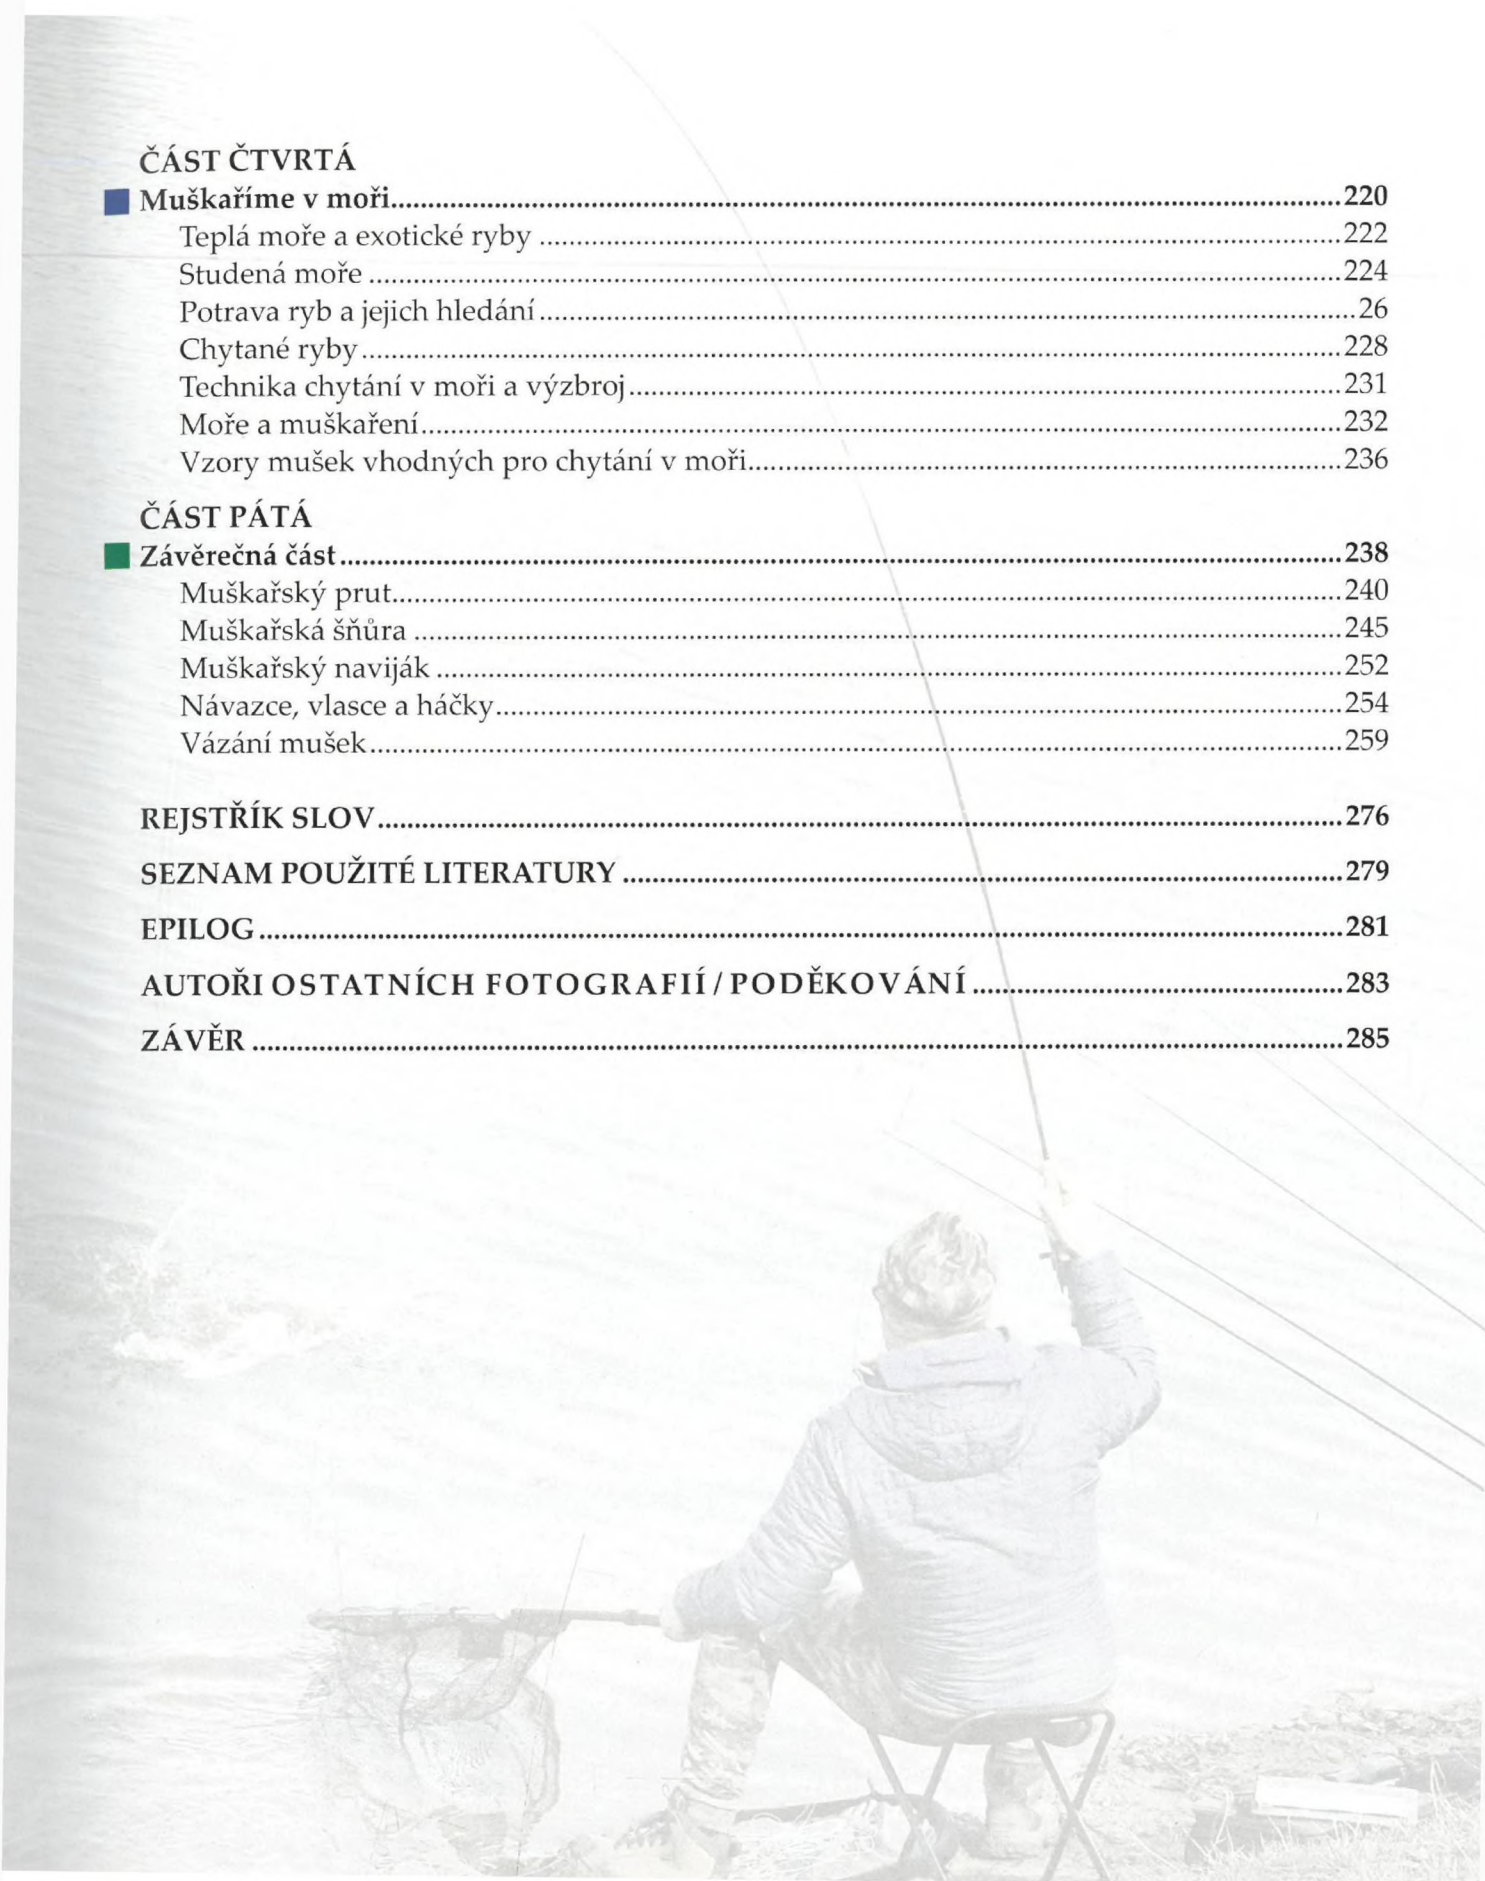 ČÁST ČTVRTÁ
Muškaříme v moři........220
Teplá moře a exotické ryby ........222
Studená moře ........224
Potrava ryb a jejich hledání ........26
Chytané ryby ........228
Technika chytání v moři a výzbroj ........231
Moře a muškaření ........232
Vzory mušek vhodných pro chytání v moři ........236
ČÁST PÁTÁ
Závěrečná část ........238
Muškařský prut ........240
Muškařská šňůra ........245
Muškařský naviják ........252
Návazce, vlasce a háčky ........254
Vázání mušek ........259
REJSTŘÍK SLOV ........276
SEZNAM POUŽITÉ LITERATURY ........279
EPILOG ........281
AUTOŘI OSTATNÍCH FOTOGRAFIÍ / PODĚKOVÁNÍ ........283
ZÁVĚR ........285